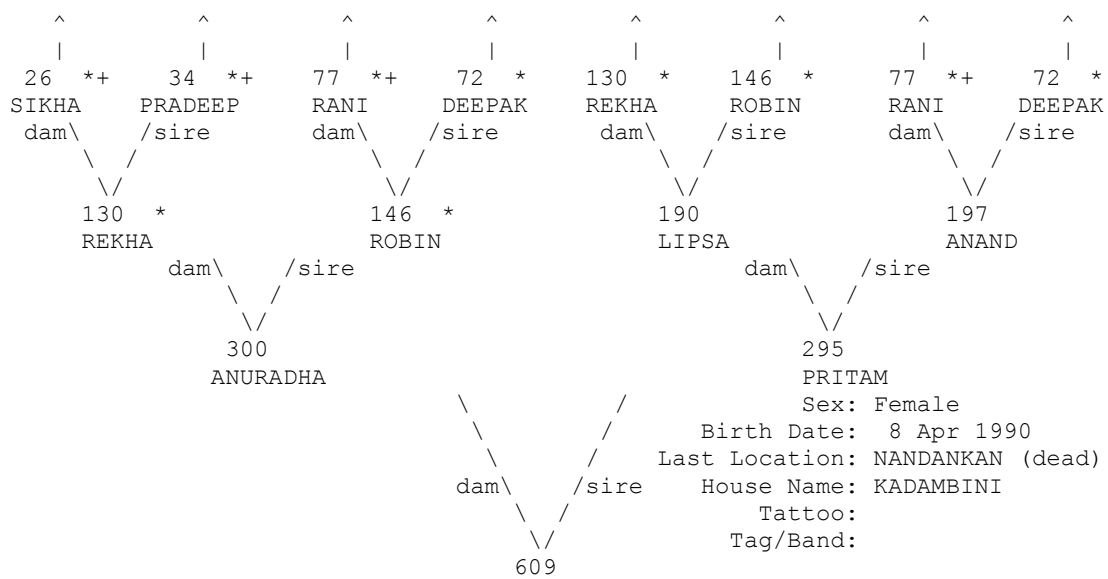 ^ ^ ^ ^ ^ ^ ^ ^
| | | | | | | |
26 *+ 34 *+ 77 *+ 72 * 130 * 146 * 77 *+ 72 *
SIKHA PRADEEP RANI DEEPAK REKHA ROBIN RANI DEEPAK
dam\ /sire dam\ /sire dam\ /sire dam\ /sire
\ / \ / \ / \ /
\/ \/ \/ \/
130 * 146 * 190 197
REKHA ROBIN LIPSA ANAND
dam\ /sire dam\ /sire
\ / \ /
\/ \/
300 295
ANURADHA PRITAM
\ / Sex: Female
\ / Birth Date: 8 Apr 1990
\ / Last Location: NANDANKAN (dead)
dam\ /sire House Name: KADAMBINI
\ / Tattoo:
\/ Tag/Band:
609